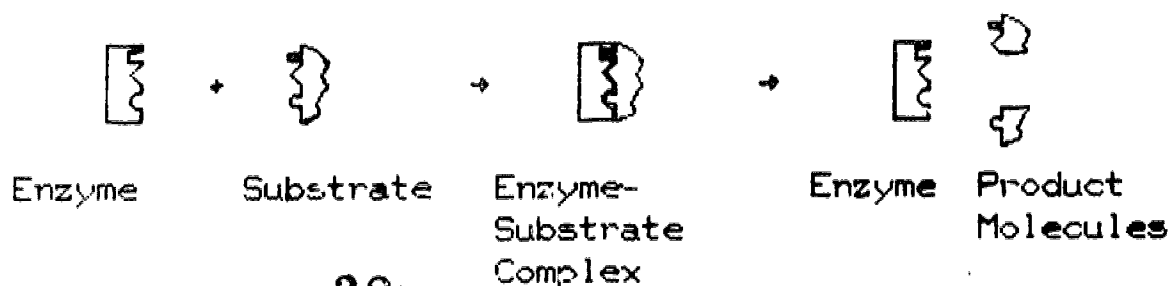 + → →
Enzyme Substrate Enzyme- Enzyme Product
Substrate Molecules
Complex